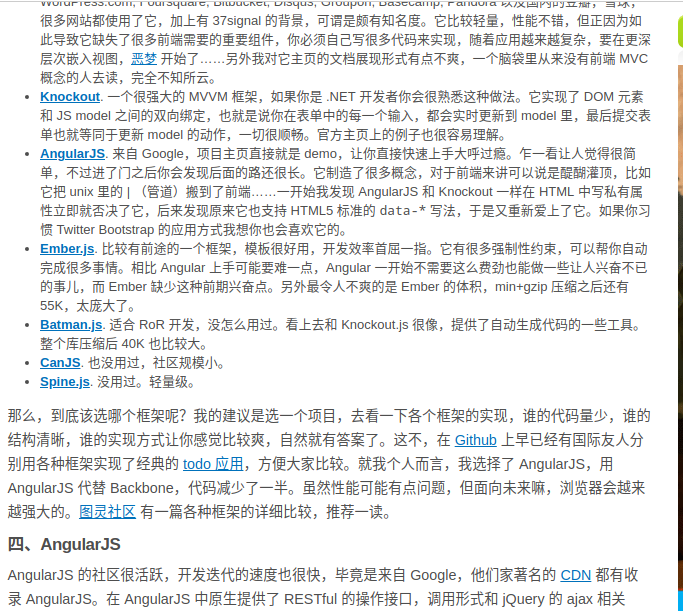 WordPress.com, Foursquare, Bitbucket, Disqus, Groupon, Basecamp, Pandora 以及国内的豆瓣，雪球，
很多网站都使用了它，加上有 37signal 的背景，可谓是颇有知名度。它比较轻量，性能不错，但正因为如
此导致它缺失了很多前端需要的重要组件，你必须自己写很多代码来实现，随着应用越来越复杂，要在更深
层次嵌入视图，恶梦 开始了……另外我对它主页的文档展现形式有点不爽，一个脑袋里从来没有前端 MVC
概念的人去读，完全不知所云。
• Knockout. 一个很强大的 MVVM 框架，如果你是 .NET 开发者你会很熟悉这种做法。它实现了 DOM 元素
和 JS model 之间的双向绑定，也就是说你在表单中的每一个输入，都会实时更新到 model 里，最后提交表
单也就等同于更新 model 的动作，一切很顺畅。官方主页上的例子也很容易理解。
• AngularJS. 来自 Google，项目主页直接就是 demo，让你直接快速上手大呼过瘾。乍一看让人觉得很简
单，不过进了门之后你会发现后面的路还很长。它制造了很多概念，对于前端来讲可以说是醍醐灌顶，比如
它把 unix 里的 | （管道）搬到了前端……一开始我发现 AngularJS 和 Knockout 一样在 HTML 中写私有属
性立即就否决了它，后来发现原来它也支持 HTML5 标准的 data-* 写法，于是又重新爱上了它。如果你习
惯 Twitter Bootstrap 的应用方式我想你也会喜欢它的。
• Ember.js. 比较有前途的一个框架，模板很好用，开发效率首屈一指。它有很多强制性约束，可以帮你自动
完成很多事情。相比 Angular 上手可能要难一点，Angular 一开始不需要这么费劲也能做一些让人兴奋不已
的事儿，而 Ember 缺少这种前期兴奋点。另外最令人不爽的是 Ember 的体积，min+gzip 压缩之后还有
55K，太庞大了。
• Batman.js. 适合 RoR 开发，没怎么用过。看上去和 Knockout.js 很像，提供了自动生成代码的一些工具。
整个库压缩后 40K 也比较大。
• CanJS. 也没用过，社区规模小。
• Spine.js. 没用过。轻量级。
那么，到底该选哪个框架呢？我的建议是选一个项目，去看一下各个框架的实现，谁的代码量少，谁的
结构清晰，谁的实现方式让你感觉比较爽，自然就有答案了。这不，在 Github 上早已经有国际友人分
别用各种框架实现了经典的 todo 应用，方便大家比较。就我个人而言，我选择了 AngularJS，用
AngularJS 代替 Backbone，代码减少了一半。虽然性能可能有点问题，但面向未来嘛，浏览器会越来
越强大的。图灵社区 有一篇各种框架的详细比较，推荐一读。
四、AngularJS
AngularJS 的社区很活跃，开发迭代的速度也很快，毕竟是来自 Google，他们家著名的 CDN 都有收
录 AngularJS。在 AngularJS 中原生提供了 RESTful 的操作接口，调用形式和 jQuery 的 ajax 相关